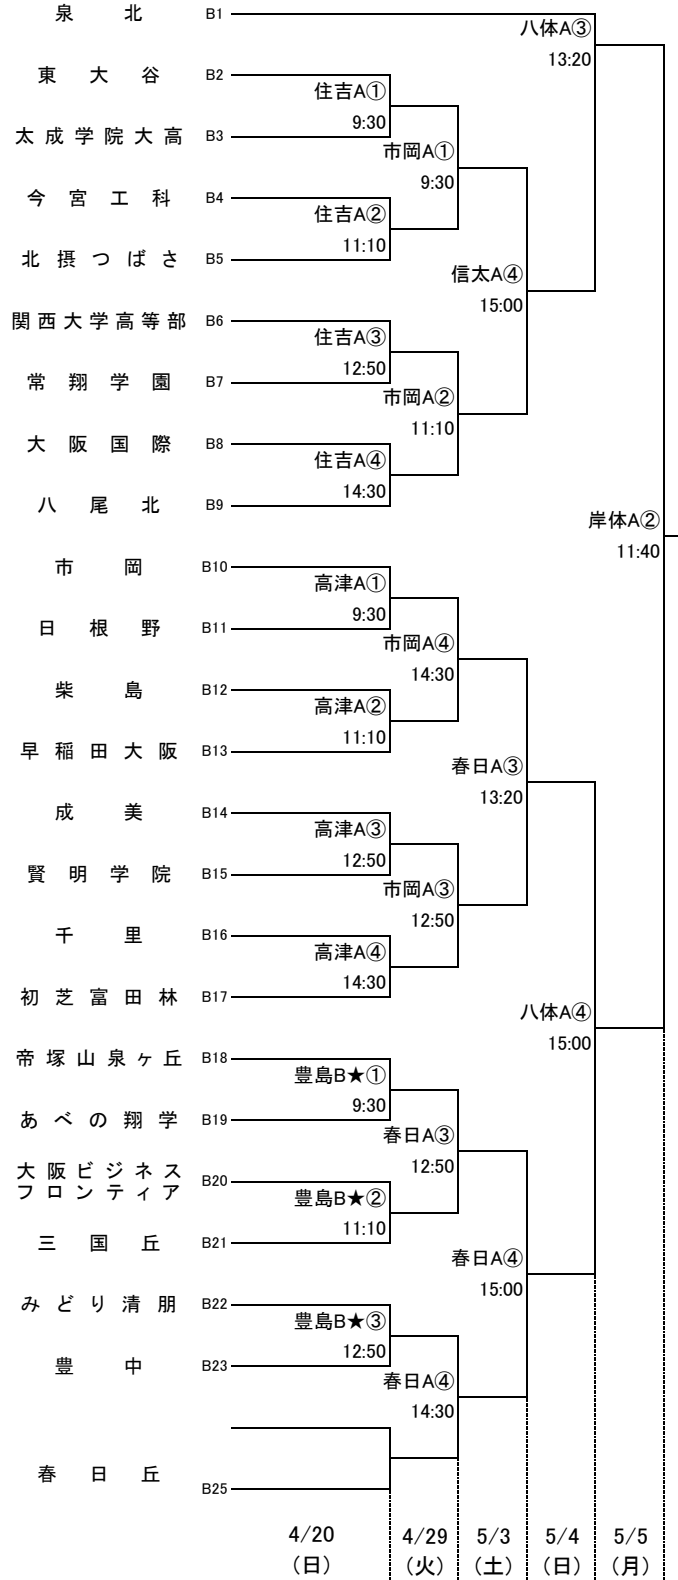 泉北 B1
八体A③
13:20
東大谷 B2
住吉A①
9:30
太成学院大高 B3
市岡A①
9:30
今宮工科 B4
住吉A②
11:10
北摂つばさ B5
信太A④
15:00
関西大学高等部 B6
住吉A③
12:50
常翔学園 B7
市岡A②
11:10
大阪国際 B8
住吉A④
14:30
八尾北 B9
岸体A②
11:40
市岡 B10
高津A①
9:30
日根野 B11
市岡A④
14:30
柴島 B12
高津A②
11:10
早稲田大阪 B13
春日A③
13:20
成美 B14
高津A③
12:50
賢明学院 B15
市岡A③
12:50
千里 B16
高津A④
14:30
初芝富田林 B17
八体A④
15:00
帝塚山泉ヶ丘 B18
豊島B★①
9:30
あべの翔学 B19
春日A③
12:50
大阪ビジネス
フロンティア B20
豊島B★②
11:10
三国丘 B21
春日A④
15:00
みどり清朋 B22
豊島B★③
12:50
豊中 B23
春日A④
14:30
春日丘 B25
4/20 4/29 5/3 5/4 5/5
(日) (火) (土) (日) (月)